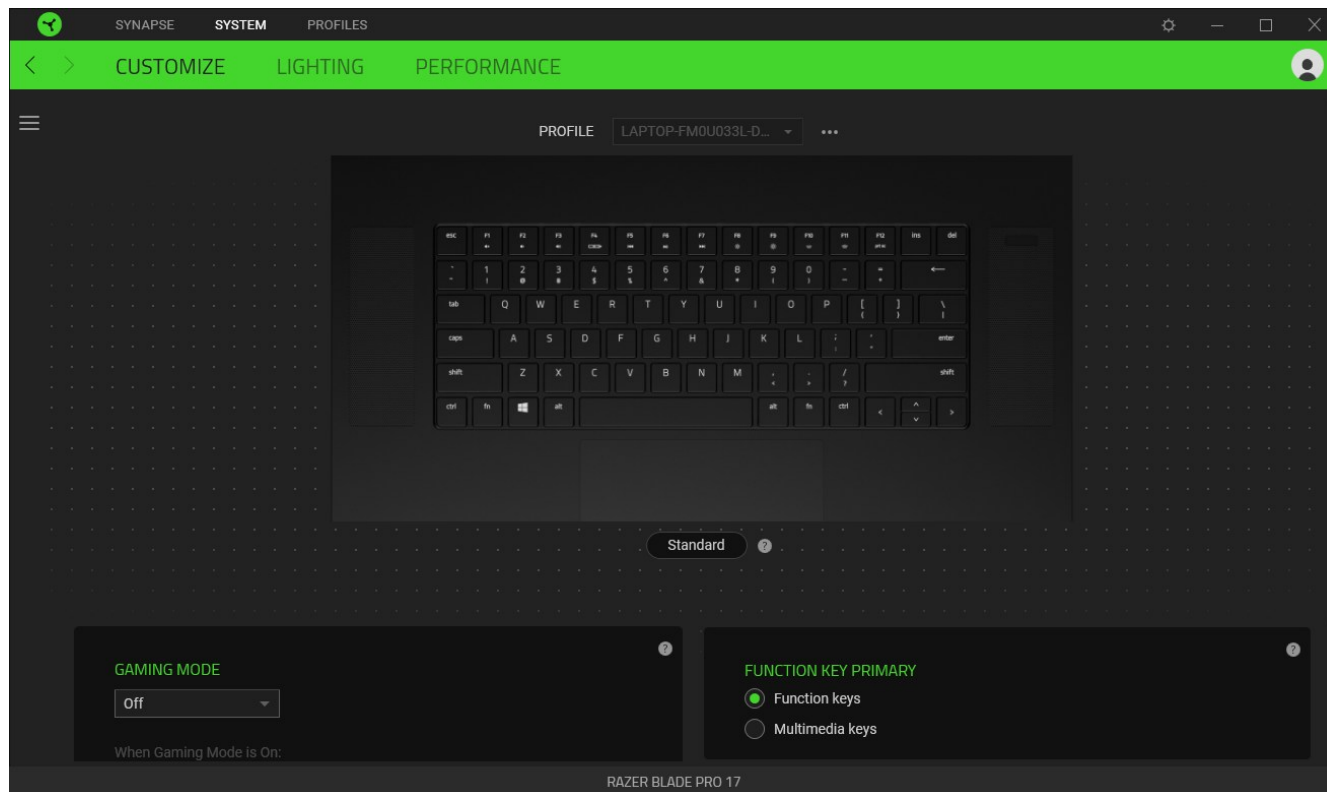 SYNAPSE SYSTEM PROFILES
CUSTOMIZE LIGHTING PERFORMANCE
PROFILE LAPTOP-FM0U033L-D...
esc F1 F2 F3 F4 F5 F6 F7 F8 F9 F10 F11 F12 ins del
1 2 3 4 5 6 7 8 9 0 - =
! @ # $ % ^ & * ( ) _ +
tab Q W E R T Y U I O P [ ] \
{ } |
caps A S D F G H J K L ; ' enter
shift Z X C V B N M , . / shift
< > ?
ctrl fn alt alt fn ctrl < ^ >
Standard ?
GAMING MODE ?
Off
When Gaming Mode is On:
FUNCTION KEY PRIMARY ?
Function keys
Multimedia keys
RAZER BLADE PRO 17